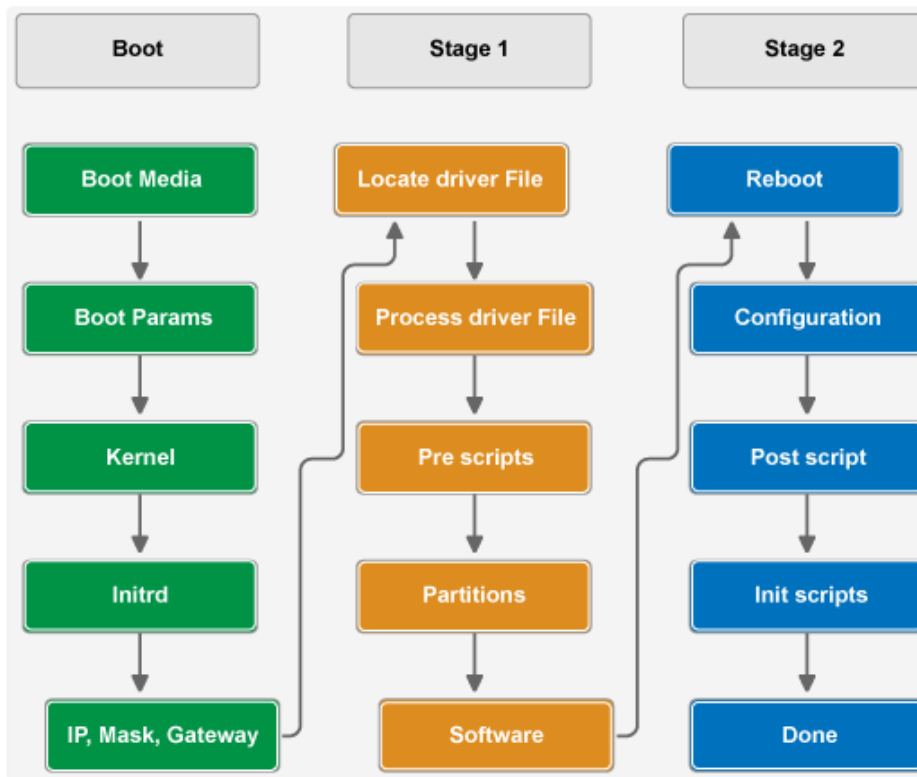 Boot
Stage 1
Stage 2
Boot Media
Locate driver File
Reboot
Boot Params
Process driver File
Configuration
Kernel
Pre scripts
Post script
Initrd
Partitions
Init scripts
IP, Mask, Gateway
Software
Done